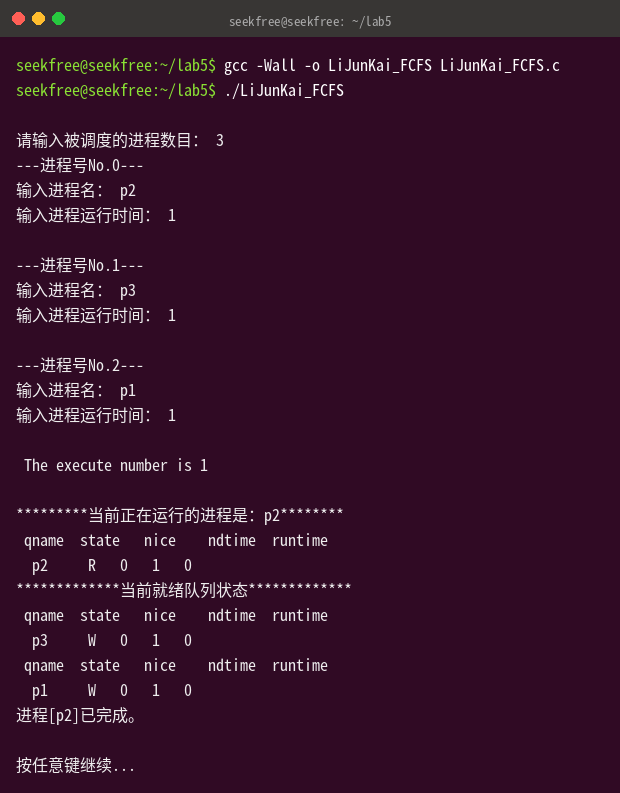 seekfree@seekfree: ~/lab5
seekfree@seekfree:~/lab5$ gcc -Wall -o LiJunKai_FCFS LiJunKai_FCFS.c
seekfree@seekfree:~/lab5$ ./LiJunKai_FCFS
请输入被调度的进程数目： 3
---进程号No.0---
输入进程名： p2
输入进程运行时间： 1
---进程号No.1---
输入进程名： p3
输入进程运行时间： 1
---进程号No.2---
输入进程名： p1
输入进程运行时间： 1
The execute number is 1
*********当前正在运行的进程是：p2********
qname  state   nice    ndtime  runtime
p2     R   0   1   0
*************当前就绪队列状态*************
qname  state   nice    ndtime  runtime
p3     W   0   1   0
qname  state   nice    ndtime  runtime
p1     W   0   1   0
进程[p2]已完成。
按任意键继续...